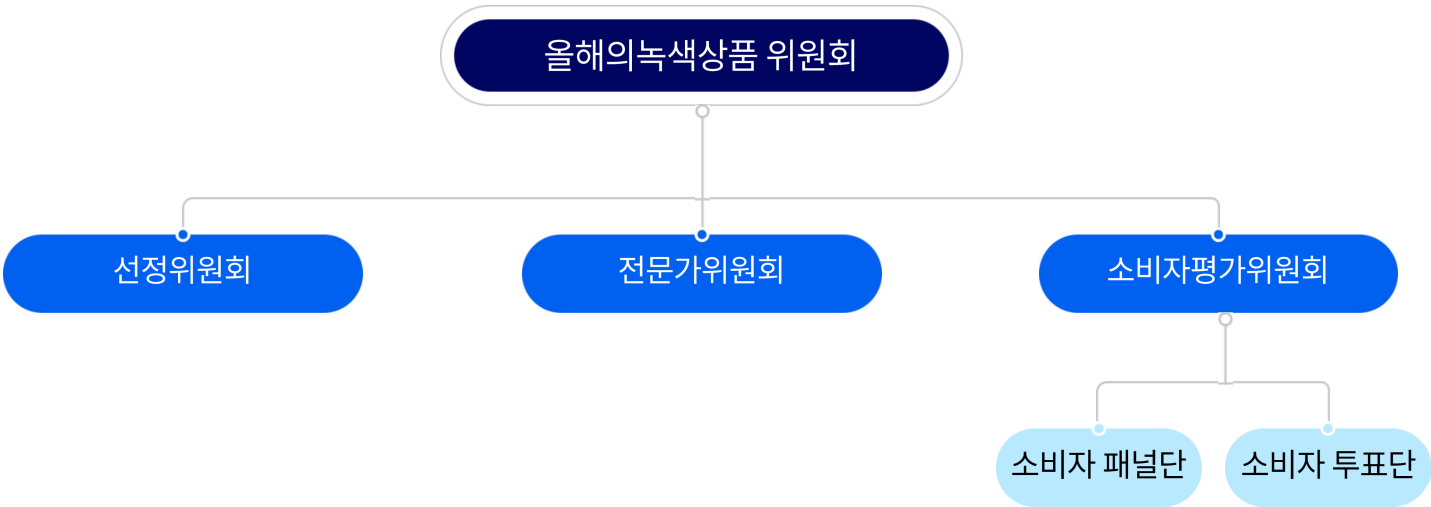 올해의녹색상품 위원회
선정위원회
전문가위원회
소비자평가위원회
소비자 패널단
소비자 투표단